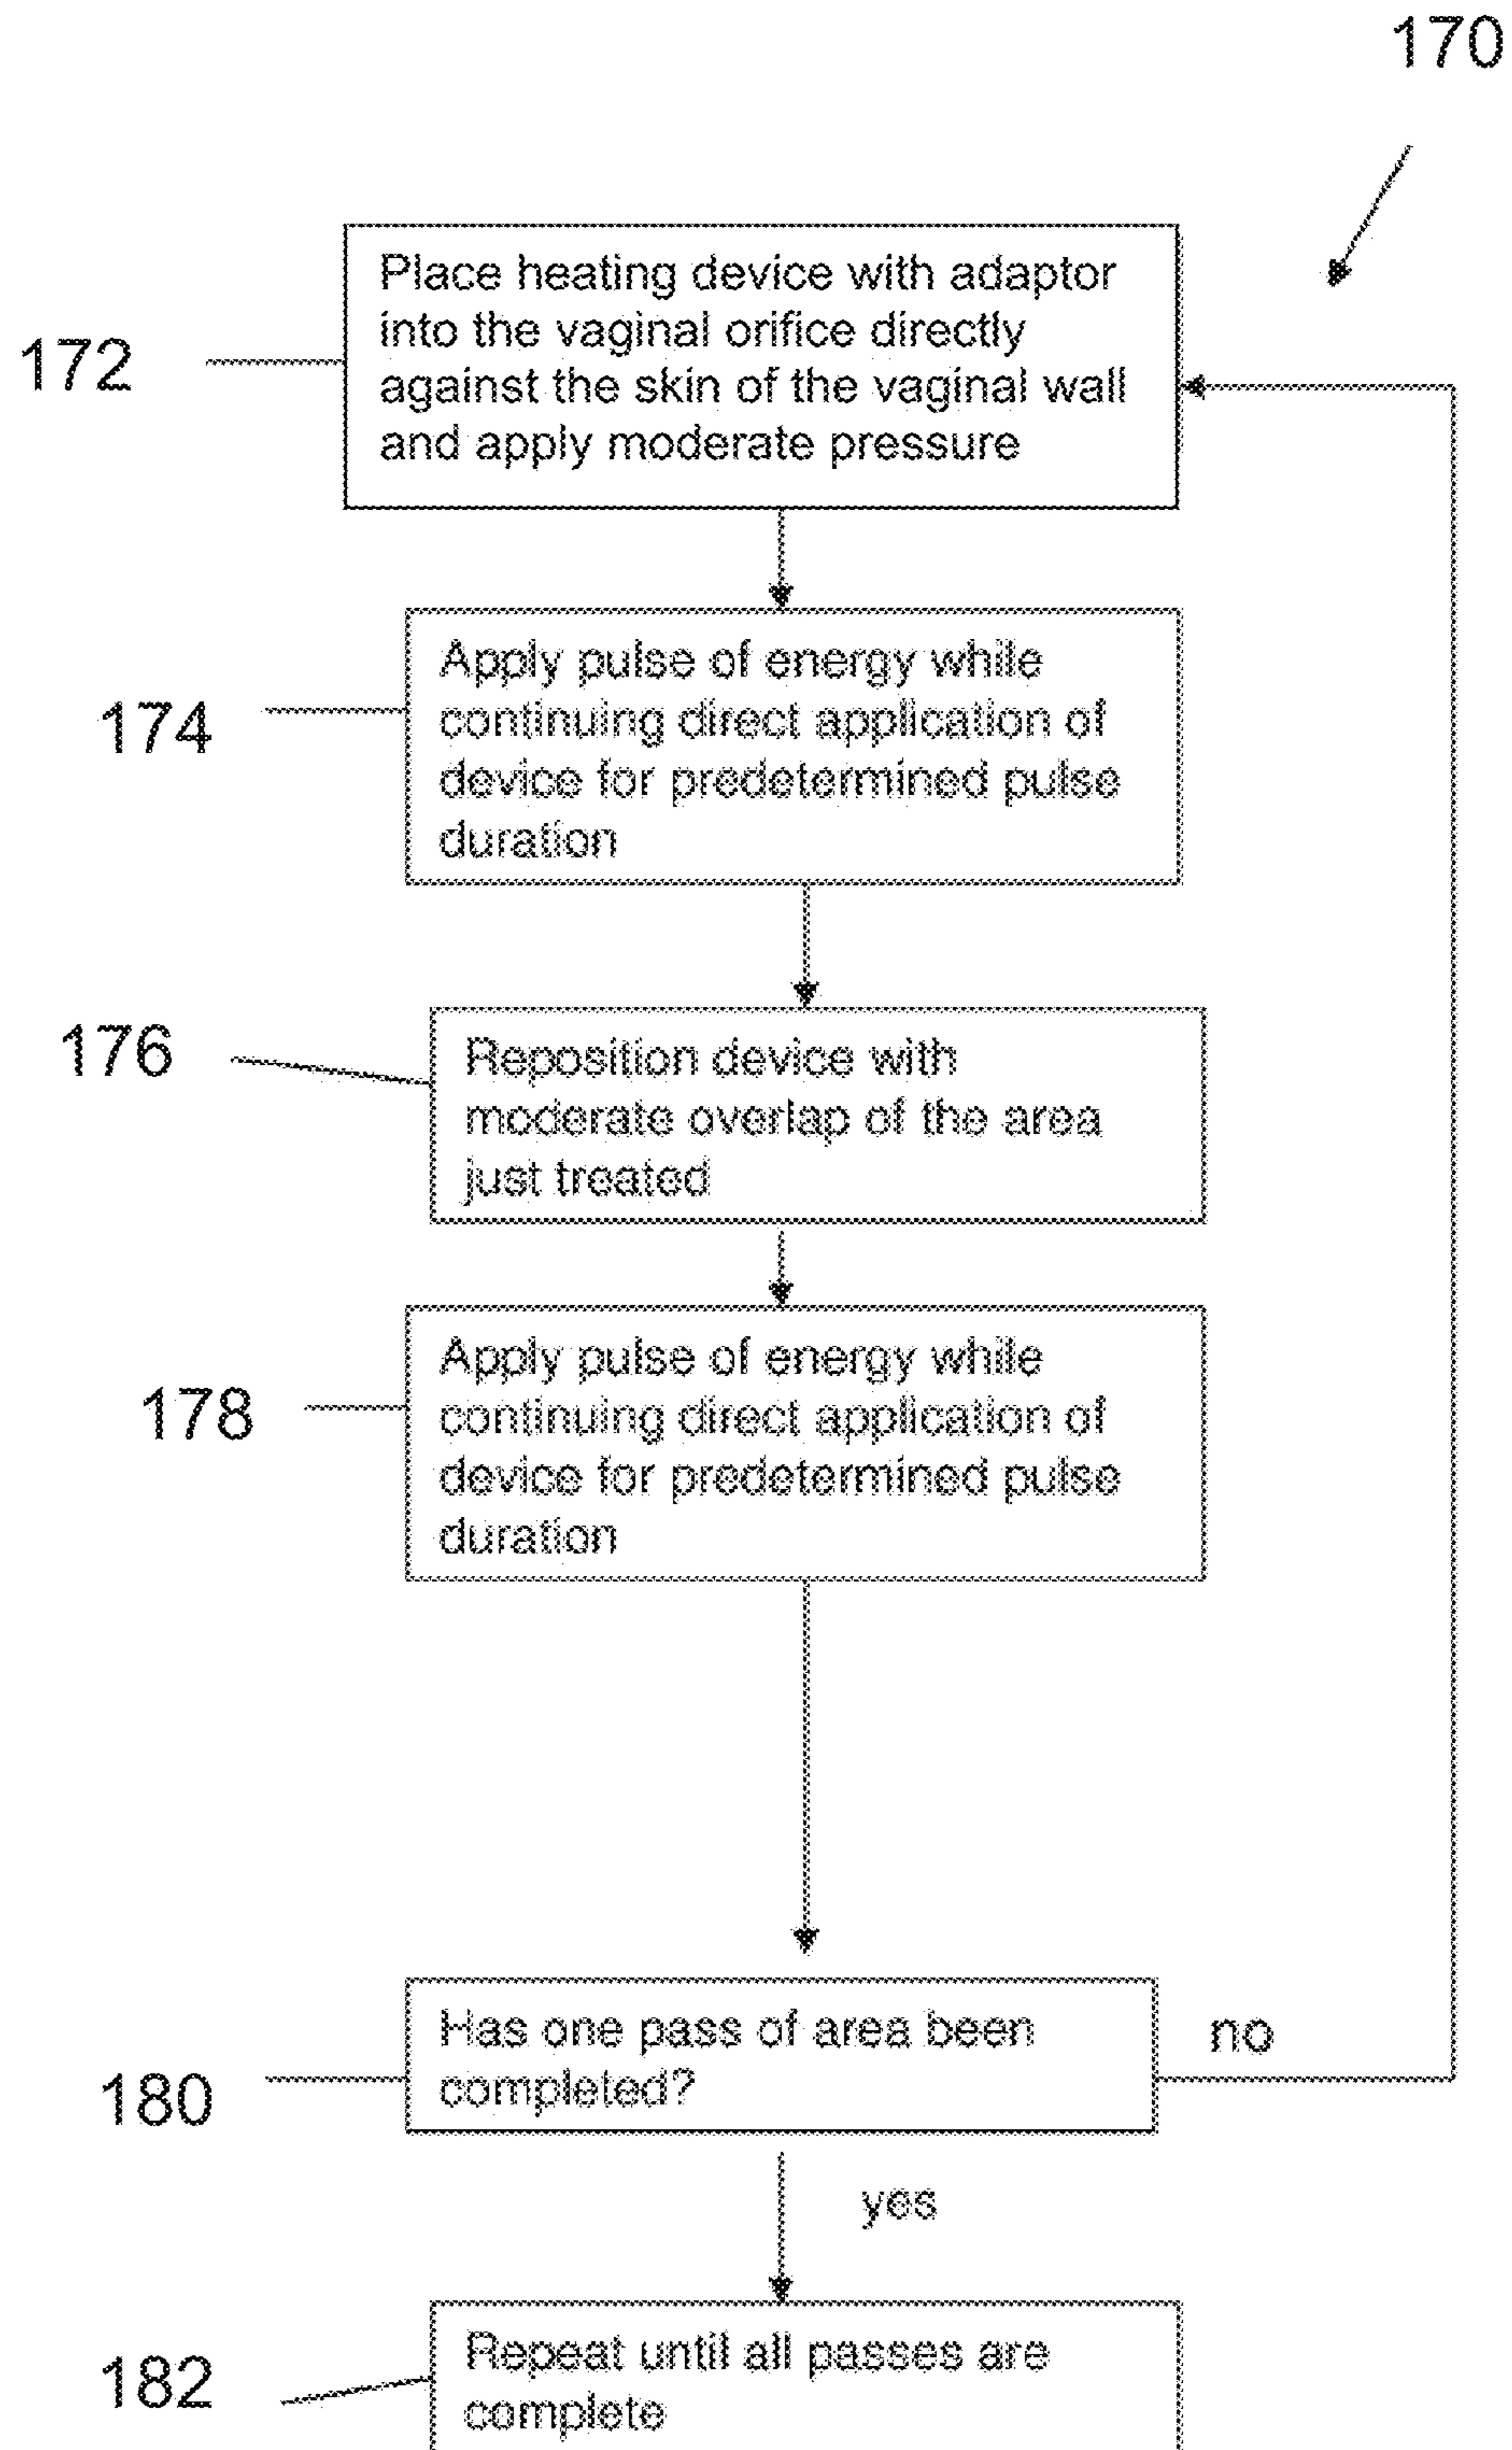 170
172
Place heating device with adaptor
into the vaginal orifice directly
against the skin of the vaginal wall
and apply moderate pressure
174
Apply pulse of energy while
continuing direct application of
device for predetermined pulse
duration
176
Reposition device with
moderate overlap of the area
just treated
178
Apply pulse of energy while
continuing direct application of
device for predetermined pulse
duration
180
Has one pass of area been
completed?
no
yes
182
Repeat until all passes are
complete